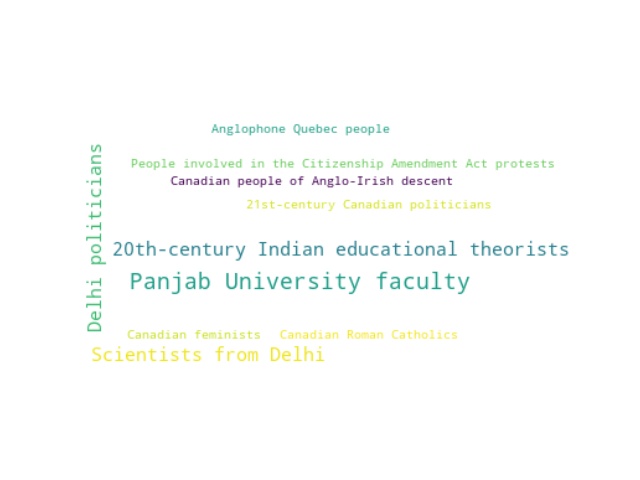 Anglophone Quebec people
People involved in the Citizenship Amendment Act protests
Canadian people of Anglo-Irish descent
21st-century Canadian politicians
Delhi politicians
20th-century Indian educational theorists
Panjab University faculty
Canadian feminists
Canadian Roman Catholics
Scientists from Delhi